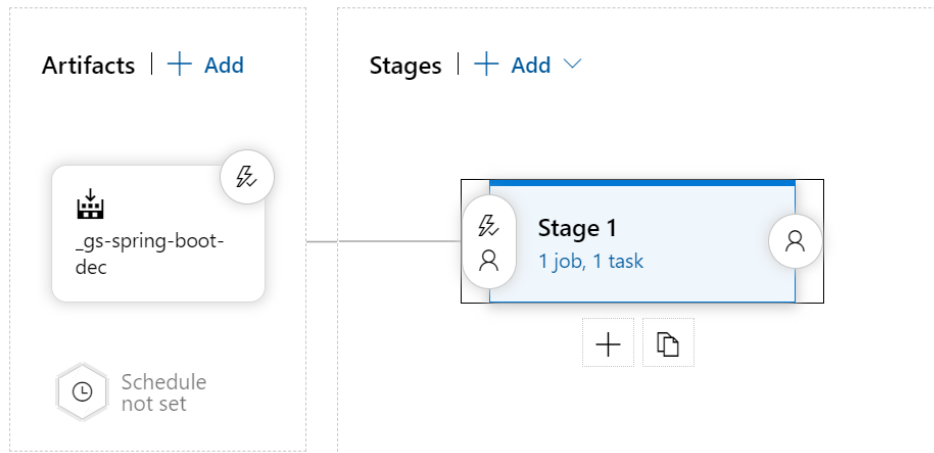 Artifacts | + Add
Stages | + Add
_gs-spring-boot-
dec
Stage 1
1 job, 1 task
Schedule
not set